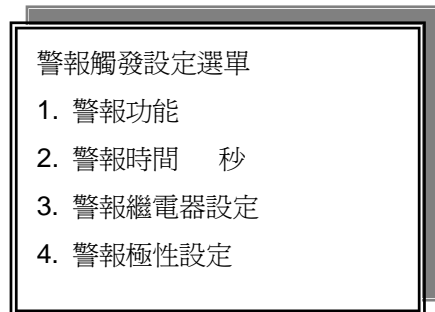 警報觸發設定選單
1. 警報功能
2. 警報時間 秒
3. 警報繼電器設定
4. 警報極性設定